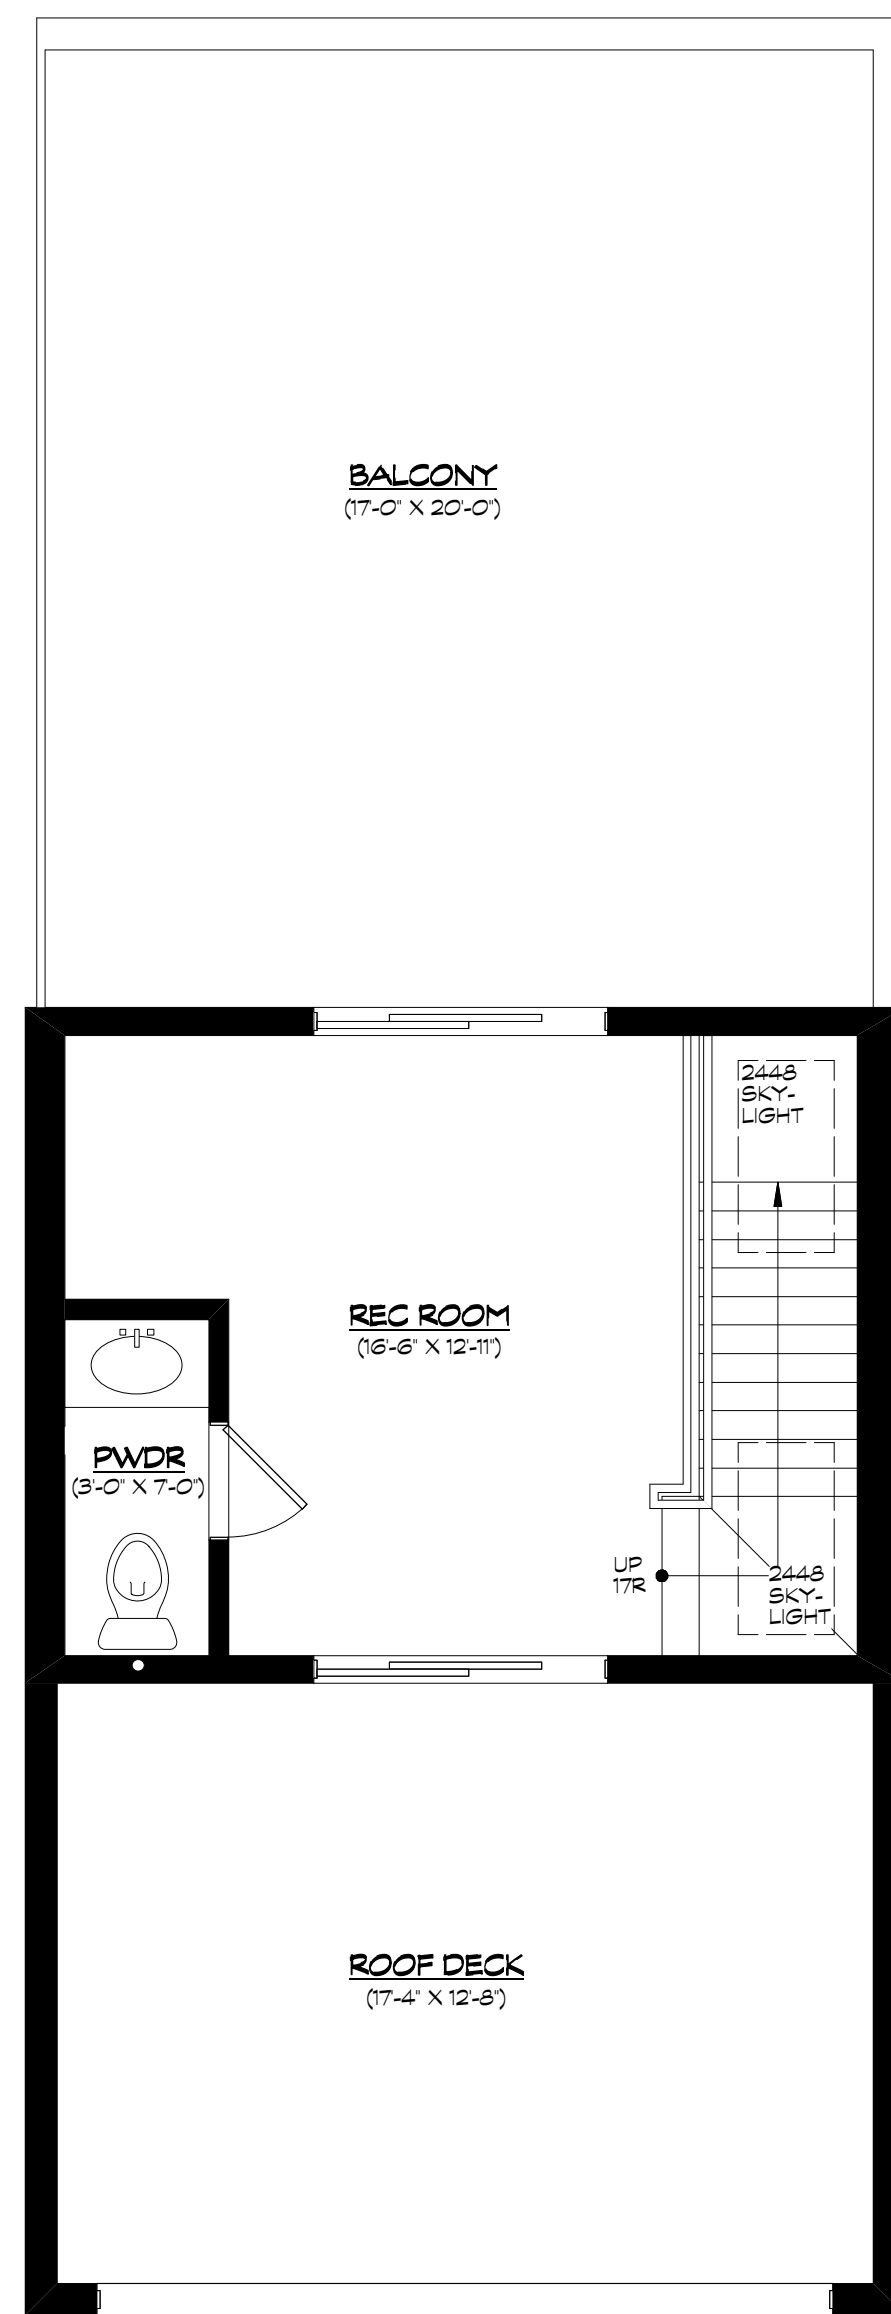 BALCONY
(17'-0" X 20'-0")
2448
SKY-
LIGHT
REC ROOM
(16'-6" X 12'-11")
PWDR
(3'-0" X 7'-0")
UP
17R
2448
SKY-
LIGHT
ROOF DECK
(17'-4" X 12'-8")